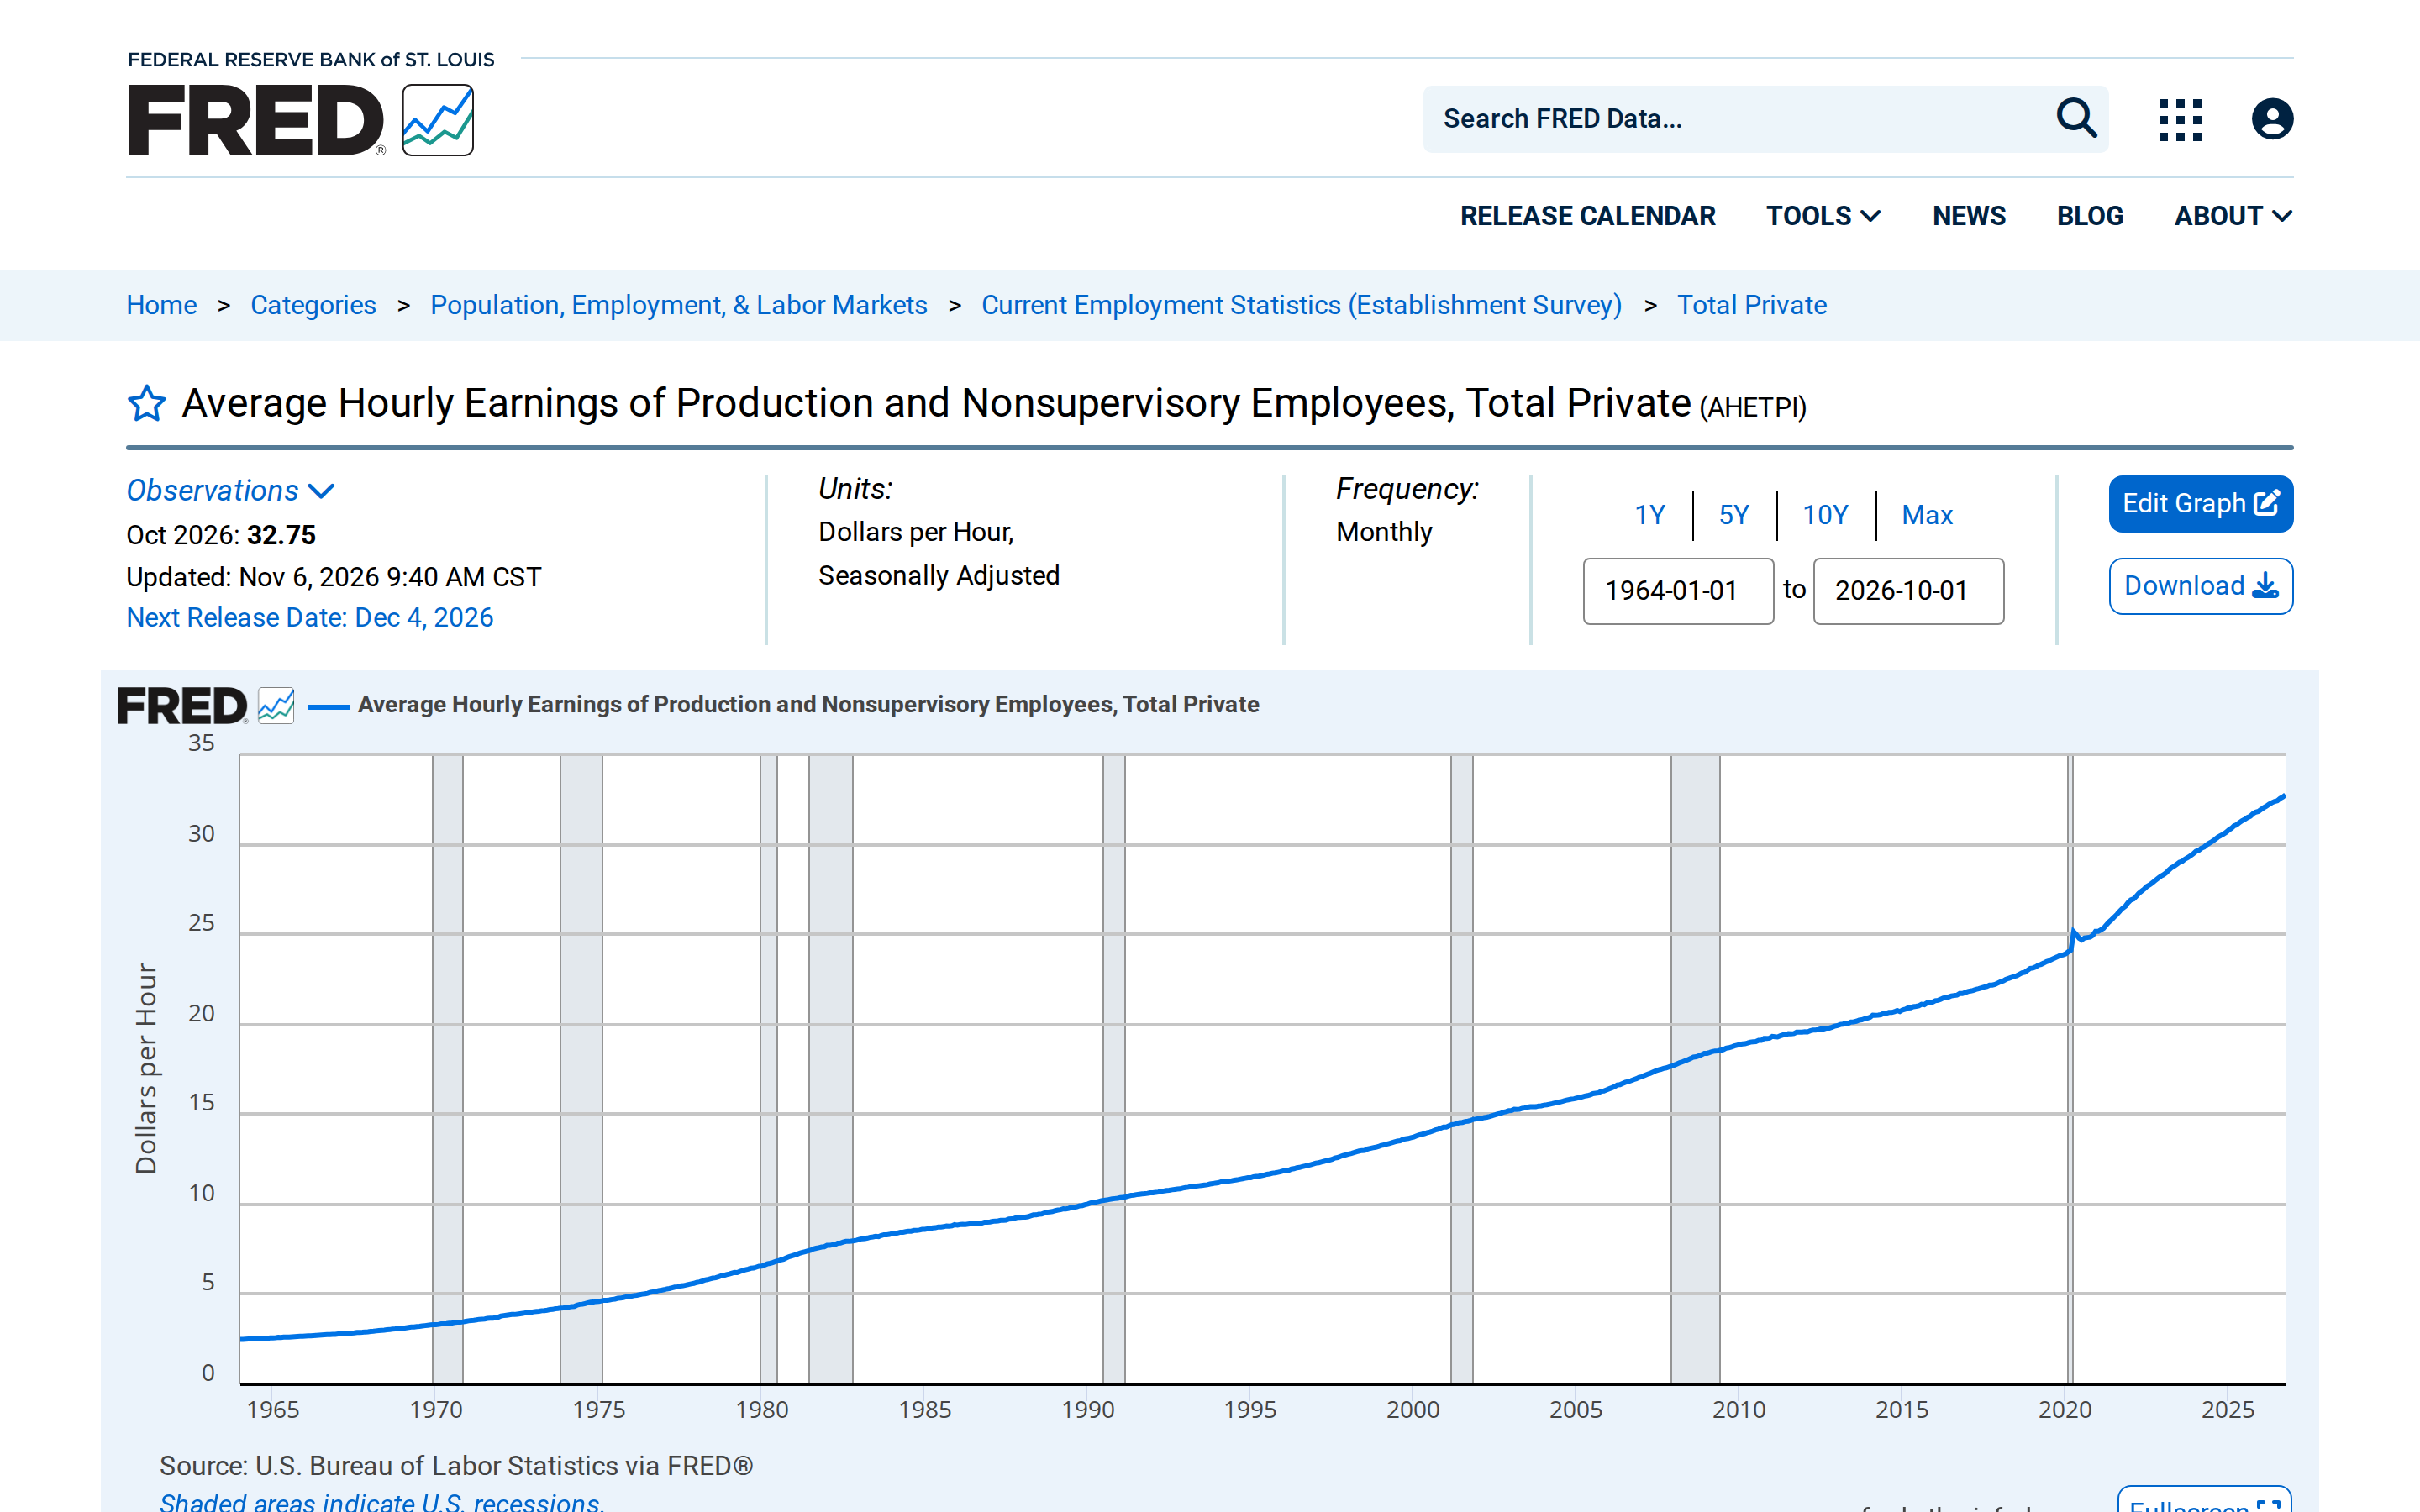 FEDERAL RESERVE BANK of ST. LOUIS
FRED®
Search FRED Data...
RELEASE CALENDAR TOOLS NEWS BLOG ABOUT
Home > Categories > Population, Employment, & Labor Markets > Current Employment Statistics (Establishment Survey) > Total Private
Average Hourly Earnings of Production and Nonsupervisory Employees, Total Private (AHETPI)
Observations
Oct 2026: 32.75
Updated: Nov 6, 2026 9:40 AM CST
Next Release Date: Dec 4, 2026
Units:
Dollars per Hour,
Seasonally Adjusted
Frequency:
Monthly
1Y 5Y 10Y Max
1964-01-01 to 2026-10-01
Edit Graph
Download
FRED® Average Hourly Earnings of Production and Nonsupervisory Employees, Total Private
35
30
25
20
15
10
5
0
Dollars per Hour
1965 1970 1975 1980 1985 1990 1995 2000 2005 2010 2015 2020 2025
Source: U.S. Bureau of Labor Statistics via FRED®
Shaded areas indicate U.S. recessions.
Fullscreen